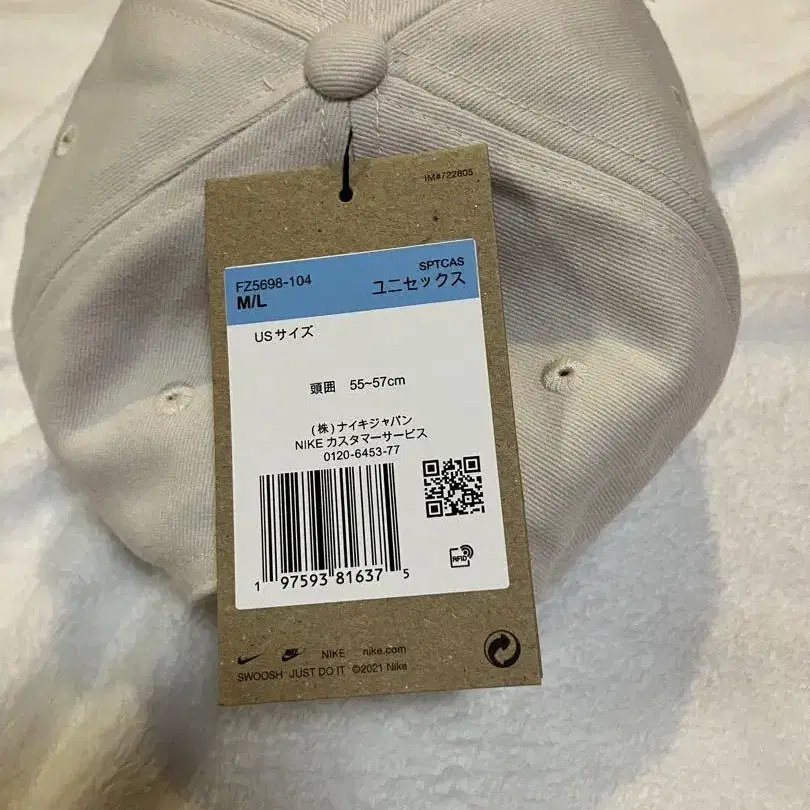 IM#722805
FZ5698-104
SPTCAS
M/L
ユニセックス
USサイズ
頭囲 55~57cm
(株)ナイキジャパン
NIKE カスタマーサービス
0120-6453-77
1 97593 81637 5
RFID
NIKE nike.com
SWOOSH JUST DO IT ©2021 Nike